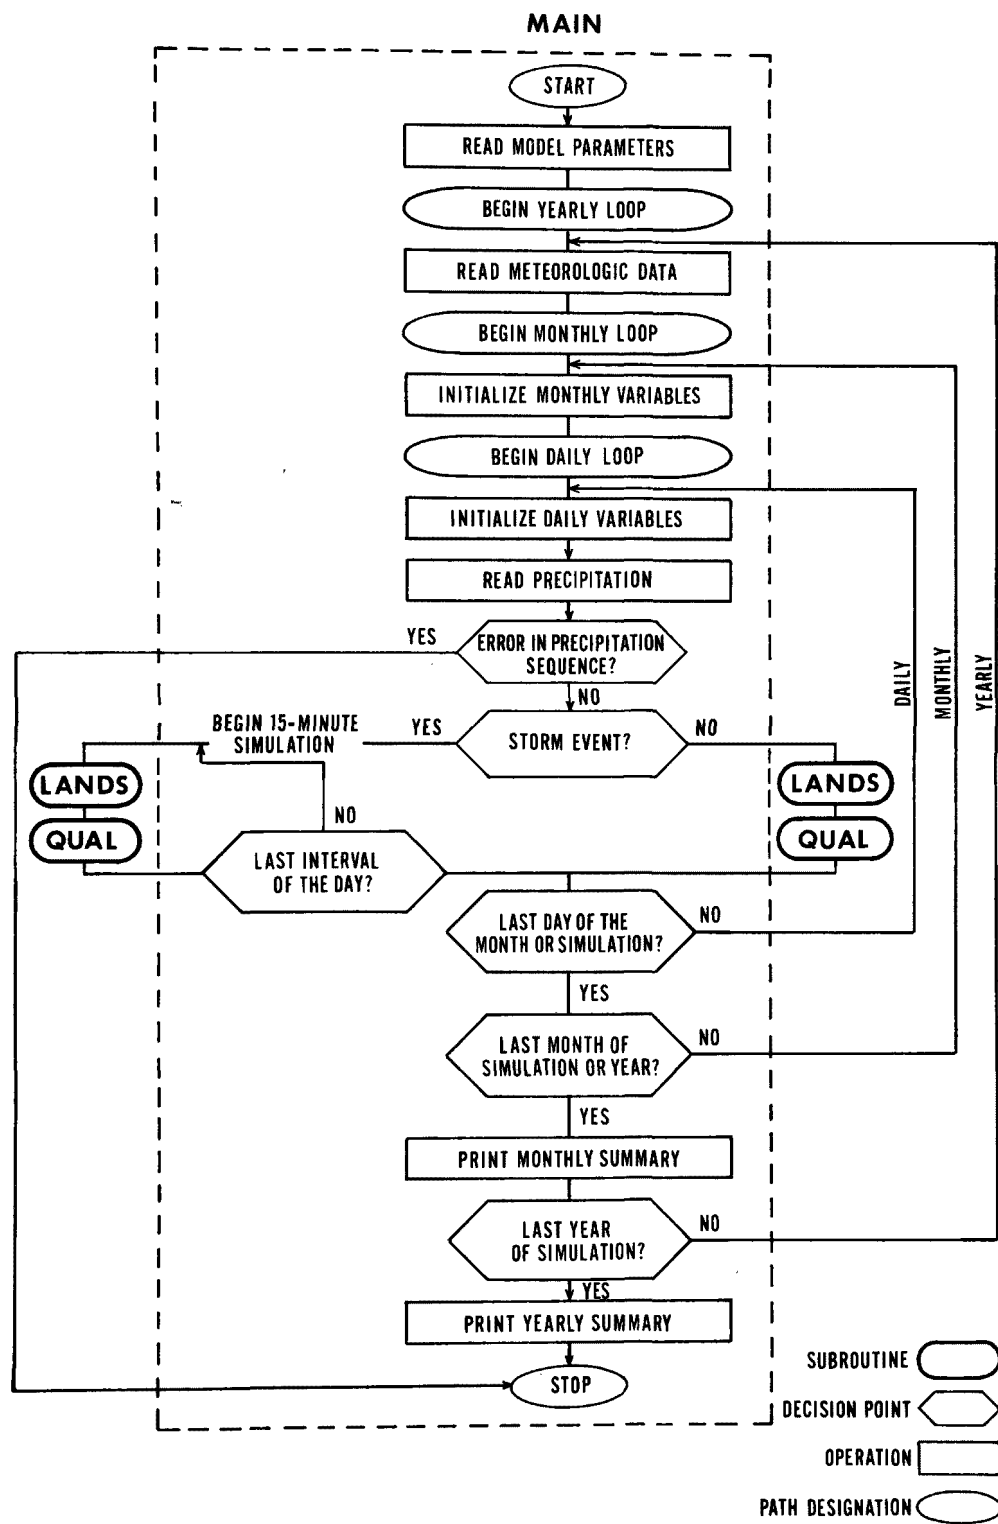 MAIN
START
READ MODEL PARAMETERS
BEGIN YEARLY LOOP
READ METEOROLOGIC DATA
BEGIN MONTHLY LOOP
INITIALIZE MONTHLY VARIABLES
BEGIN DAILY LOOP
INITIALIZE DAILY VARIABLES
READ PRECIPITATION
YES
ERROR IN PRECIPITATION
SEQUENCE?
NO
DAILY
MONTHLY
YEARLY
BEGIN 15-MINUTE
SIMULATION
YES
STORM EVENT?
NO
LANDS
QUAL
LANDS
QUAL
NO
LAST INTERVAL
OF THE DAY?
LAST DAY OF THE
MONTH OR SIMULATION?
NO
YES
LAST MONTH OF
SIMULATION OR YEAR?
NO
YES
PRINT MONTHLY SUMMARY
LAST YEAR
OF SIMULATION?
NO
YES
PRINT YEARLY SUMMARY
STOP
SUBROUTINE
DECISION POINT
OPERATION
PATH DESIGNATION